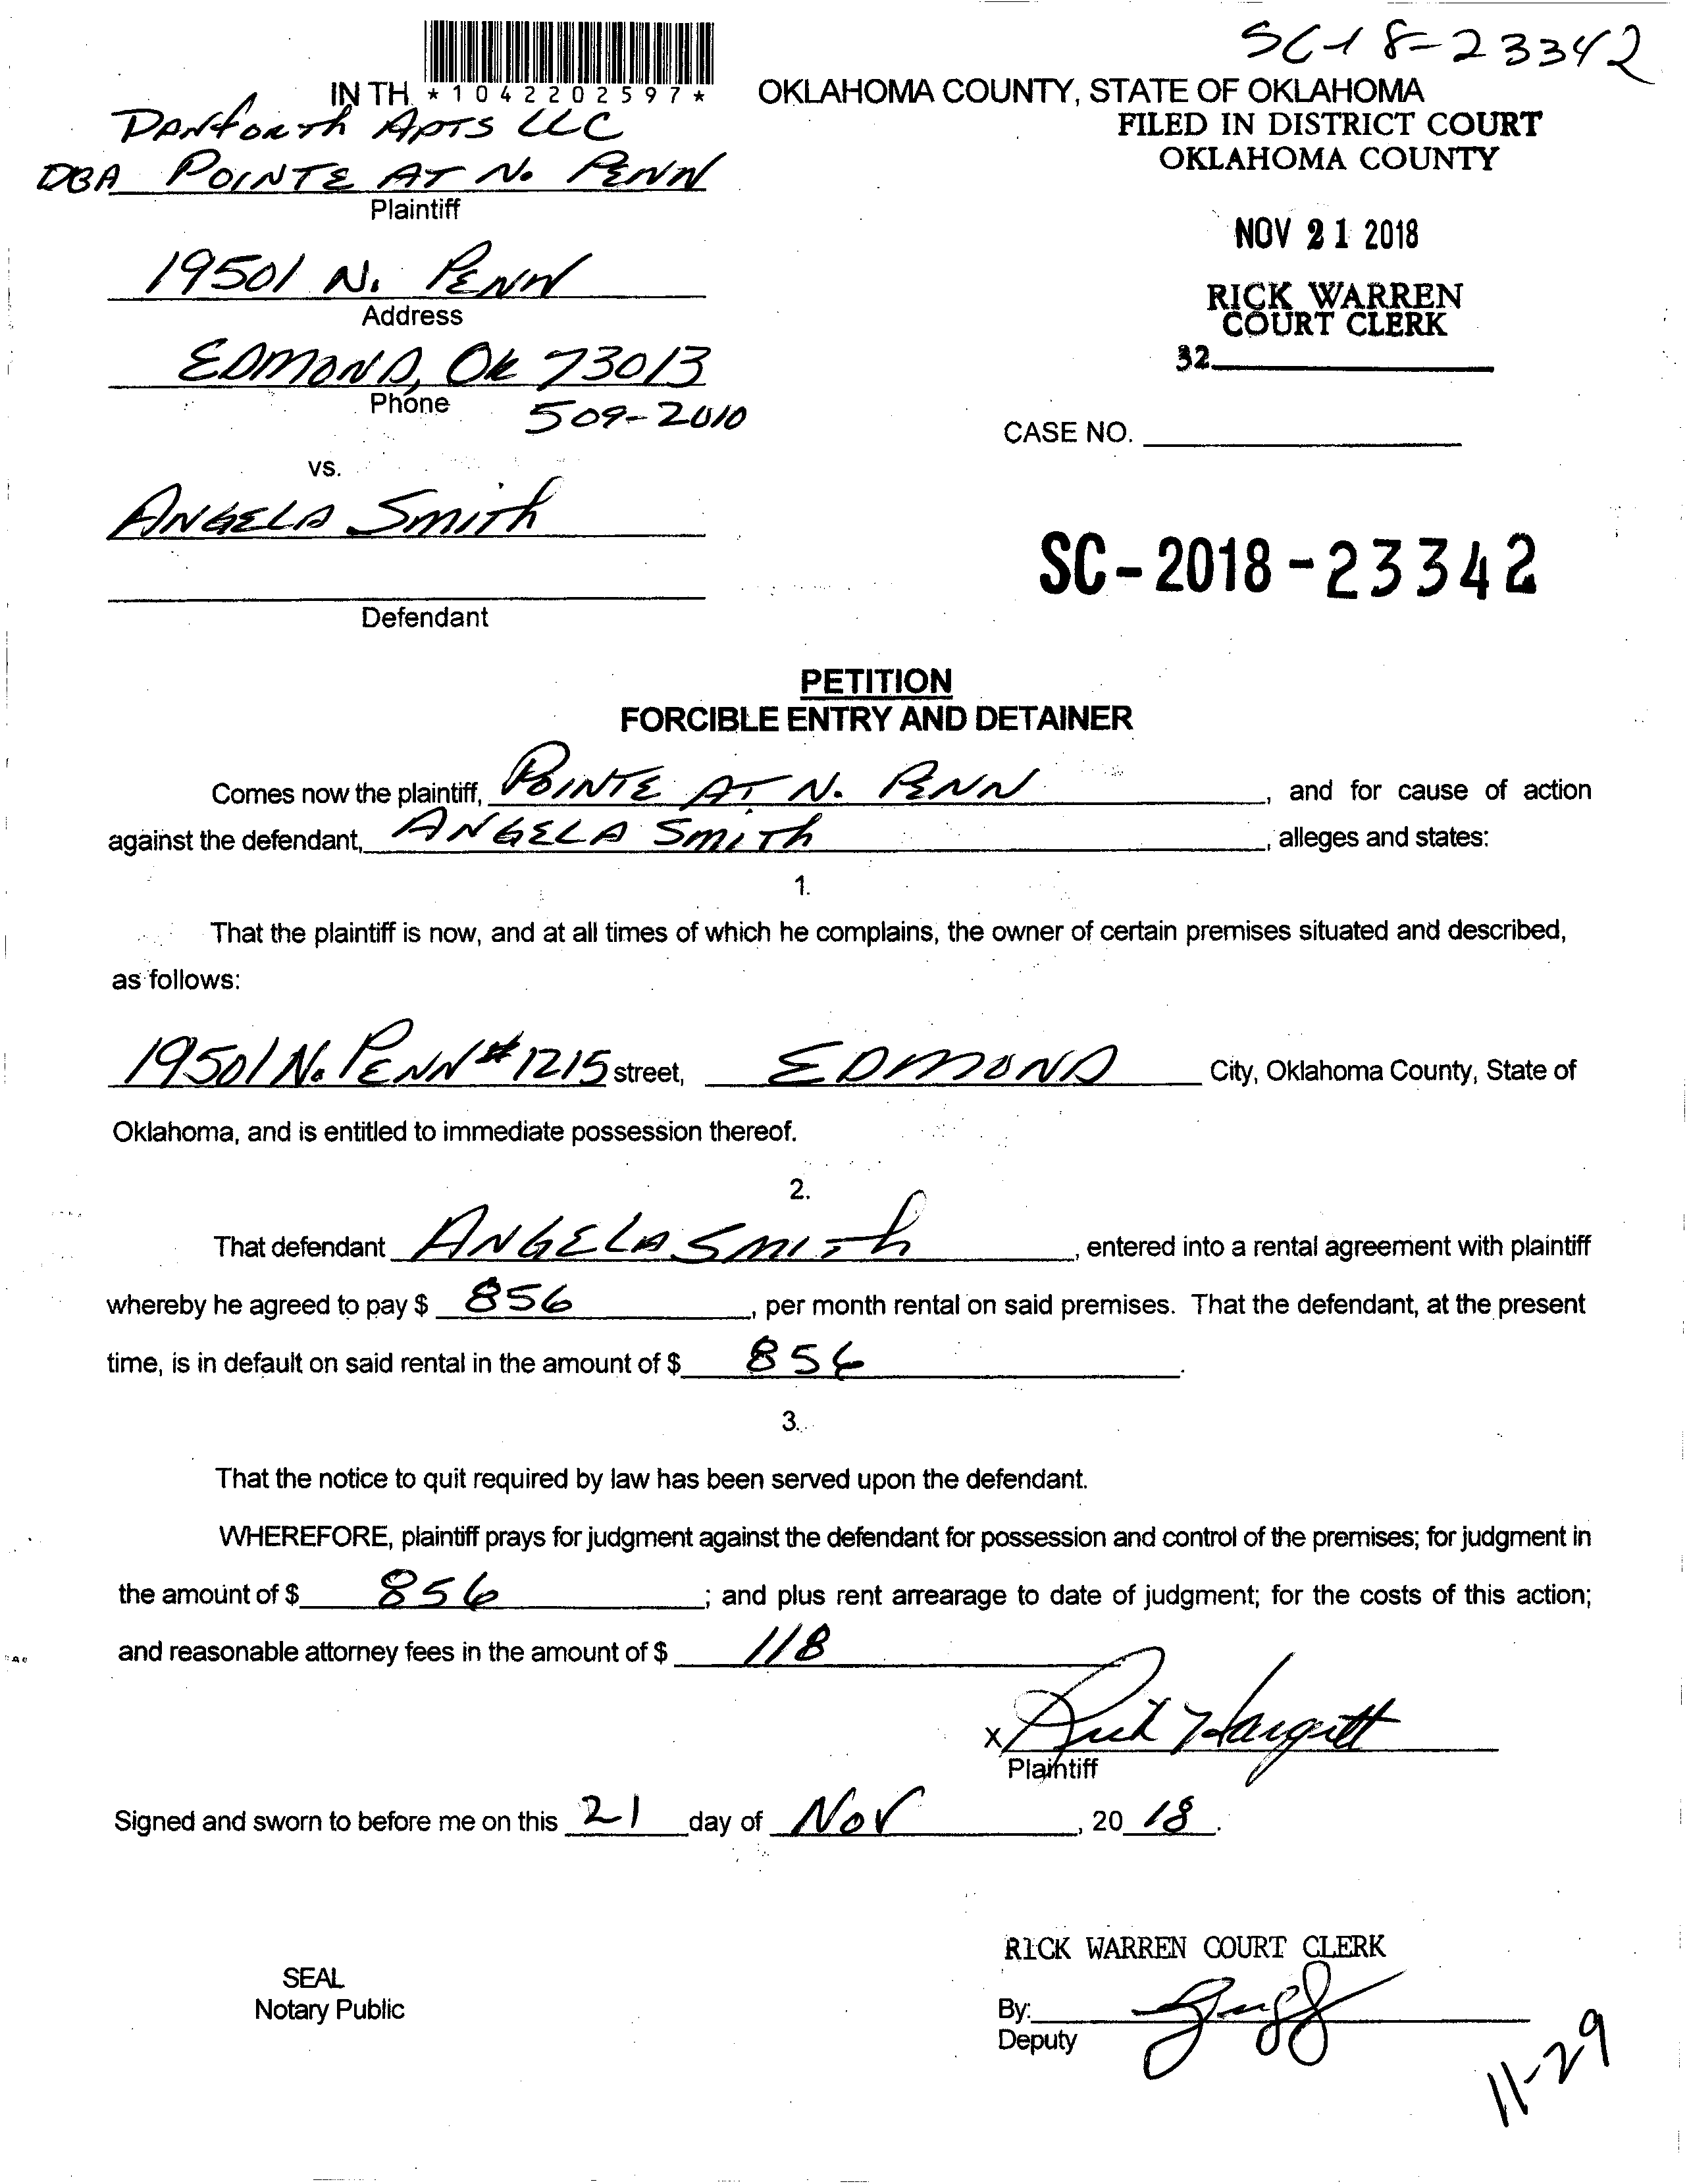 SC-18-23342
IN TH *1042202597* OKLAHOMA COUNTY, STATE OF OKLAHOMA
DANforth Apts LLC
FILED IN DISTRICT COURT
OKLAHOMA COUNTY
DBA POINTE AT N. PENN
Plaintiff
NOV 21 2018
19501 N. PENN
Address
RICK WARREN
COURT CLERK
EDMOND, Ok 73013
32
Phone
509-2010
CASE NO.
vs.
ANGELA SmiTh
SC-2018-23342
Defendant
PETITION
FORCIBLE ENTRY AND DETAINER
Comes now the plaintiff, POINTE AT N. PENN, and for cause of action
against the defendant, ANGELA SmiTh, alleges and states:
1.
That the plaintiff is now, and at all times of which he complains, the owner of certain premises situated and described,
as follows:
19501 N. PENN #1215 street, EDMOND City, Oklahoma County, State of
Oklahoma, and is entitled to immediate possession thereof.
2.
That defendant ANGELA SmiTh, entered into a rental agreement with plaintiff
whereby he agreed to pay $ 856, per month rental on said premises. That the defendant, at the present
time, is in default on said rental in the amount of $ 856.
3.
That the notice to quit required by law has been served upon the defendant.
WHEREFORE, plaintiff prays for judgment against the defendant for possession and control of the premises; for judgment in
the amount of $ 856; and plus rent arrearage to date of judgment; for the costs of this action;
and reasonable attorney fees in the amount of $ 118
x Rick Hargett
Plaintiff
Signed and sworn to before me on this 21 day of Nov, 20 18.
RICK WARREN COURT CLERK
SEAL
Notary Public
By:
Deputy
11-29